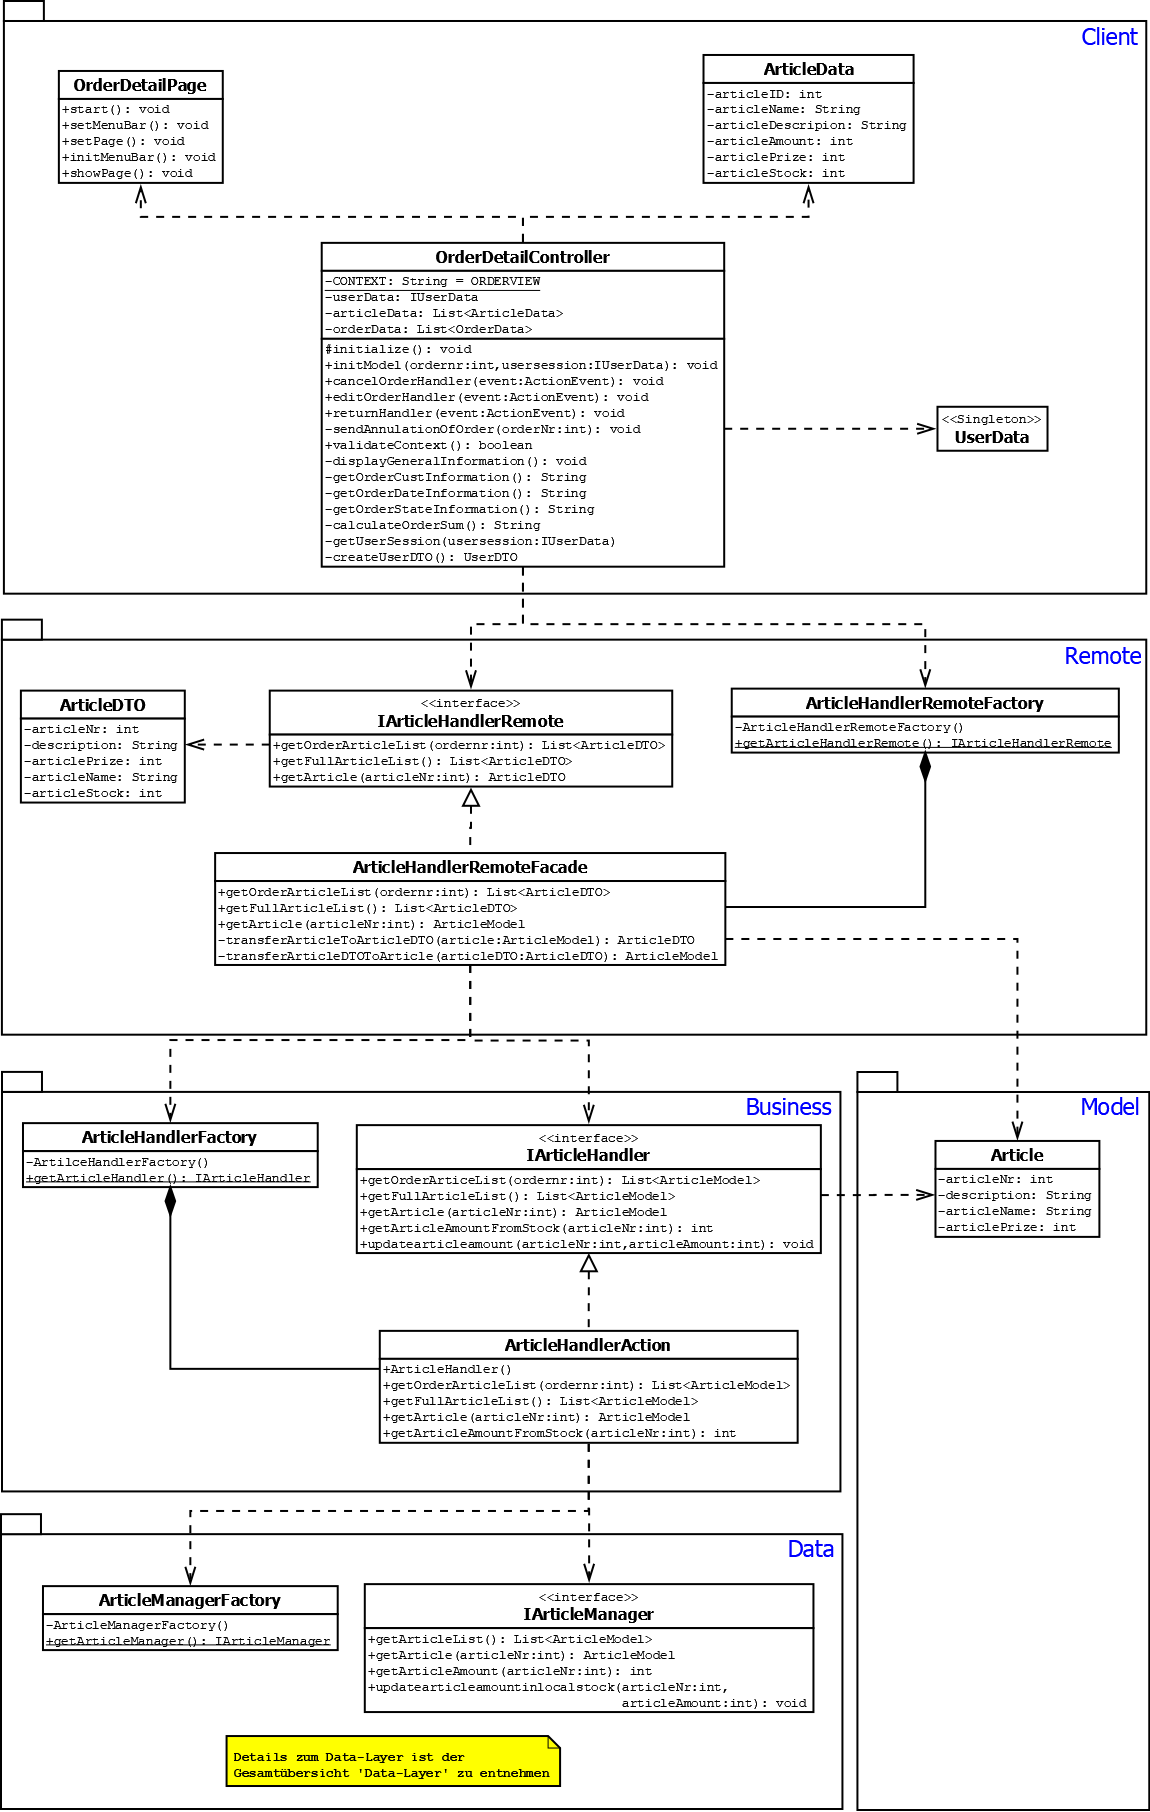 Client
OrderDetailPage
+start(): void
+setMenuBar(): void
+setPage(): void
+initMenuBar(): void
+showPage(): void
ArticleData
-articleID: int
-articleName: String
-articleDescripion: String
-articleAmount: int
-articlePrize: int
-articleStock: int
OrderDetailController
-CONTEXT: String = ORDERVIEW
-userData: IUserData
-articleData: List<ArticleData>
-orderData: List<OrderData>
#initialize(): void
+initModel(ordernr:int,usersession:IUserData): void
+cancelOrderHandler(event:ActionEvent): void
+editOrderHandler(event:ActionEvent): void
+returnHandler(event:ActionEvent): void
-sendAnnulationOfOrder(orderNr:int): void
+validateContext(): boolean
-displayGeneralInformation(): void
-getOrderCustInformation(): String
-getOrderDateInformation(): String
-getOrderStateInformation(): String
-calculateOrderSum(): String
-getUserSession(usersession:IUserData)
-createUserDTO(): UserDTO
<<Singleton>>
UserData
Remote
ArticleDTO
-articleNr: int
-description: String
-articlePrize: int
-articleName: String
-articleStock: int
<<interface>>
IArticleHandlerRemote
+getOrderArticleList(ordernr:int): List<ArticleDTO>
+getFullArticleList(): List<ArticleDTO>
+getArticle(articleNr:int): ArticleDTO
ArticleHandlerRemoteFactory
-ArticleHandlerRemoteFactory()
+getArticleHandlerRemote(): IArticleHandlerRemote
ArticleHandlerRemoteFacade
+getOrderArticleList(ordernr:int): List<ArticleDTO>
+getFullArticleList(): List<ArticleDTO>
+getArticle(articleNr:int): ArticleModel
-transferArticleToArticleDTO(article:ArticleModel): ArticleDTO
-transferArticleDTOToArticle(articleDTO:ArticleDTO): ArticleModel
Business
ArticleHandlerFactory
-ArtilceHandlerFactory()
+getArticleHandler(): IArticleHandler
<<interface>>
IArticleHandler
+getOrderArticeList(ordernr:int): List<ArticleModel>
+getFullArticleList(): List<ArticleModel>
+getArticle(articleNr:int): ArticleModel
+getArticleAmountFromStock(articleNr:int): int
+updatearticleamount(articleNr:int,articleAmount:int): void
Model
Article
-articleNr: int
-description: String
-articleName: String
-articlePrize: int
ArticleHandlerAction
+ArticleHandler()
+getOrderArticleList(ordernr:int): List<ArticleModel>
+getFullArticleList(): List<ArticleModel>
+getArticle(articleNr:int): ArticleModel
+getArticleAmountFromStock(articleNr:int): int
Data
ArticleManagerFactory
-ArticleManagerFactory()
+getArticleManager(): IArticleManager
<<interface>>
IArticleManager
+getArticleList(): List<ArticleModel>
+getArticle(articleNr:int): ArticleModel
+getArticleAmount(articleNr:int): int
+updatearticleamountinlocalstock(articleNr:int,
articleAmount:int): void
Details zum Data-Layer ist der
Gesamtübersicht 'Data-Layer' zu entnehmen